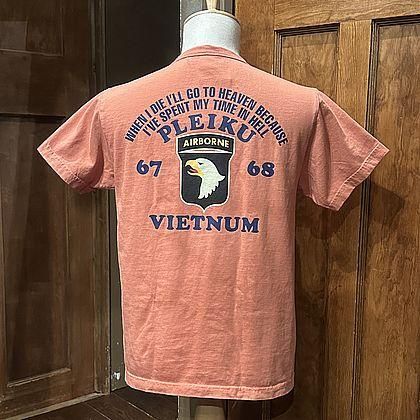 WHEN I DIE I'LL GO TO HEAVEN BECAUSE
I'VE SPENT MY TIME IN HELL
PLEIKU
AIRBORNE
67 68
VIETNUM